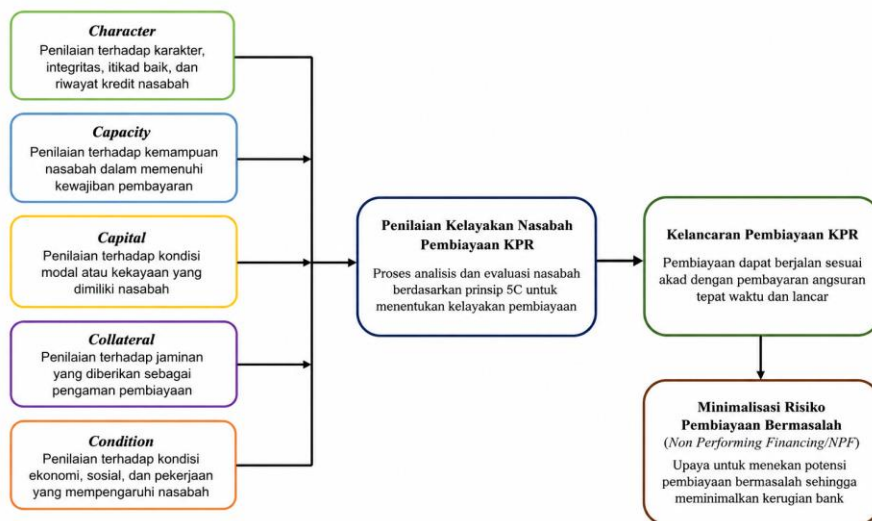 Character
Penilaian terhadap karakter,
integritas, itikad baik, dan
riwayat kredit nasabah
Capacity
Penilaian terhadap kemampuan
nasabah dalam memenuhi
kewajiban pembayaran
Capital
Penilaian terhadap kondisi
modal atau kekayaan yang
dimiliki nasabah
Collateral
Penilaian terhadap jaminan
yang diberikan sebagai
pengaman pembiayaan
Condition
Penilaian terhadap kondisi
ekonomi, sosial, dan pekerjaan
yang mempengaruhi nasabah
Penilaian Kelayakan Nasabah
Pembiayaan KPR
Proses analisis dan evaluasi nasabah
berdasarkan prinsip 5C untuk
menentukan kelayakan pembiayaan
Kelancaran Pembiayaan KPR
Pembiayaan dapat berjalan sesuai
akad dengan pembayaran angsuran
tepat waktu dan lancar
Minimalisasi Risiko
Pembiayaan Bermasalah
(Non Performing Financing/NPF)
Upaya untuk menekan potensi
pembiayaan bermasalah sehingga
meminimalkan kerugian bank